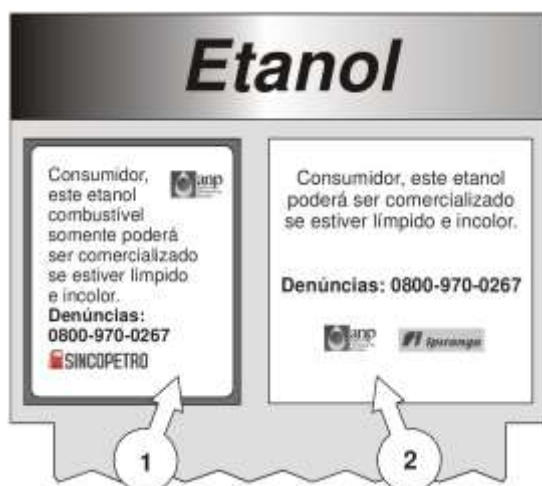 Etanol
Consumidor,
este etanol
combustível
somente poderá
ser comercializado
se estiver límpido
e incolor.
Denúncias:
0800-970-0267
anp
SINCOPETRO
Consumidor, este etanol
poderá ser comercializado
se estiver límpido e incolor.
Denúncias: 0800-970-0267
anp
Ipiranga
1
2